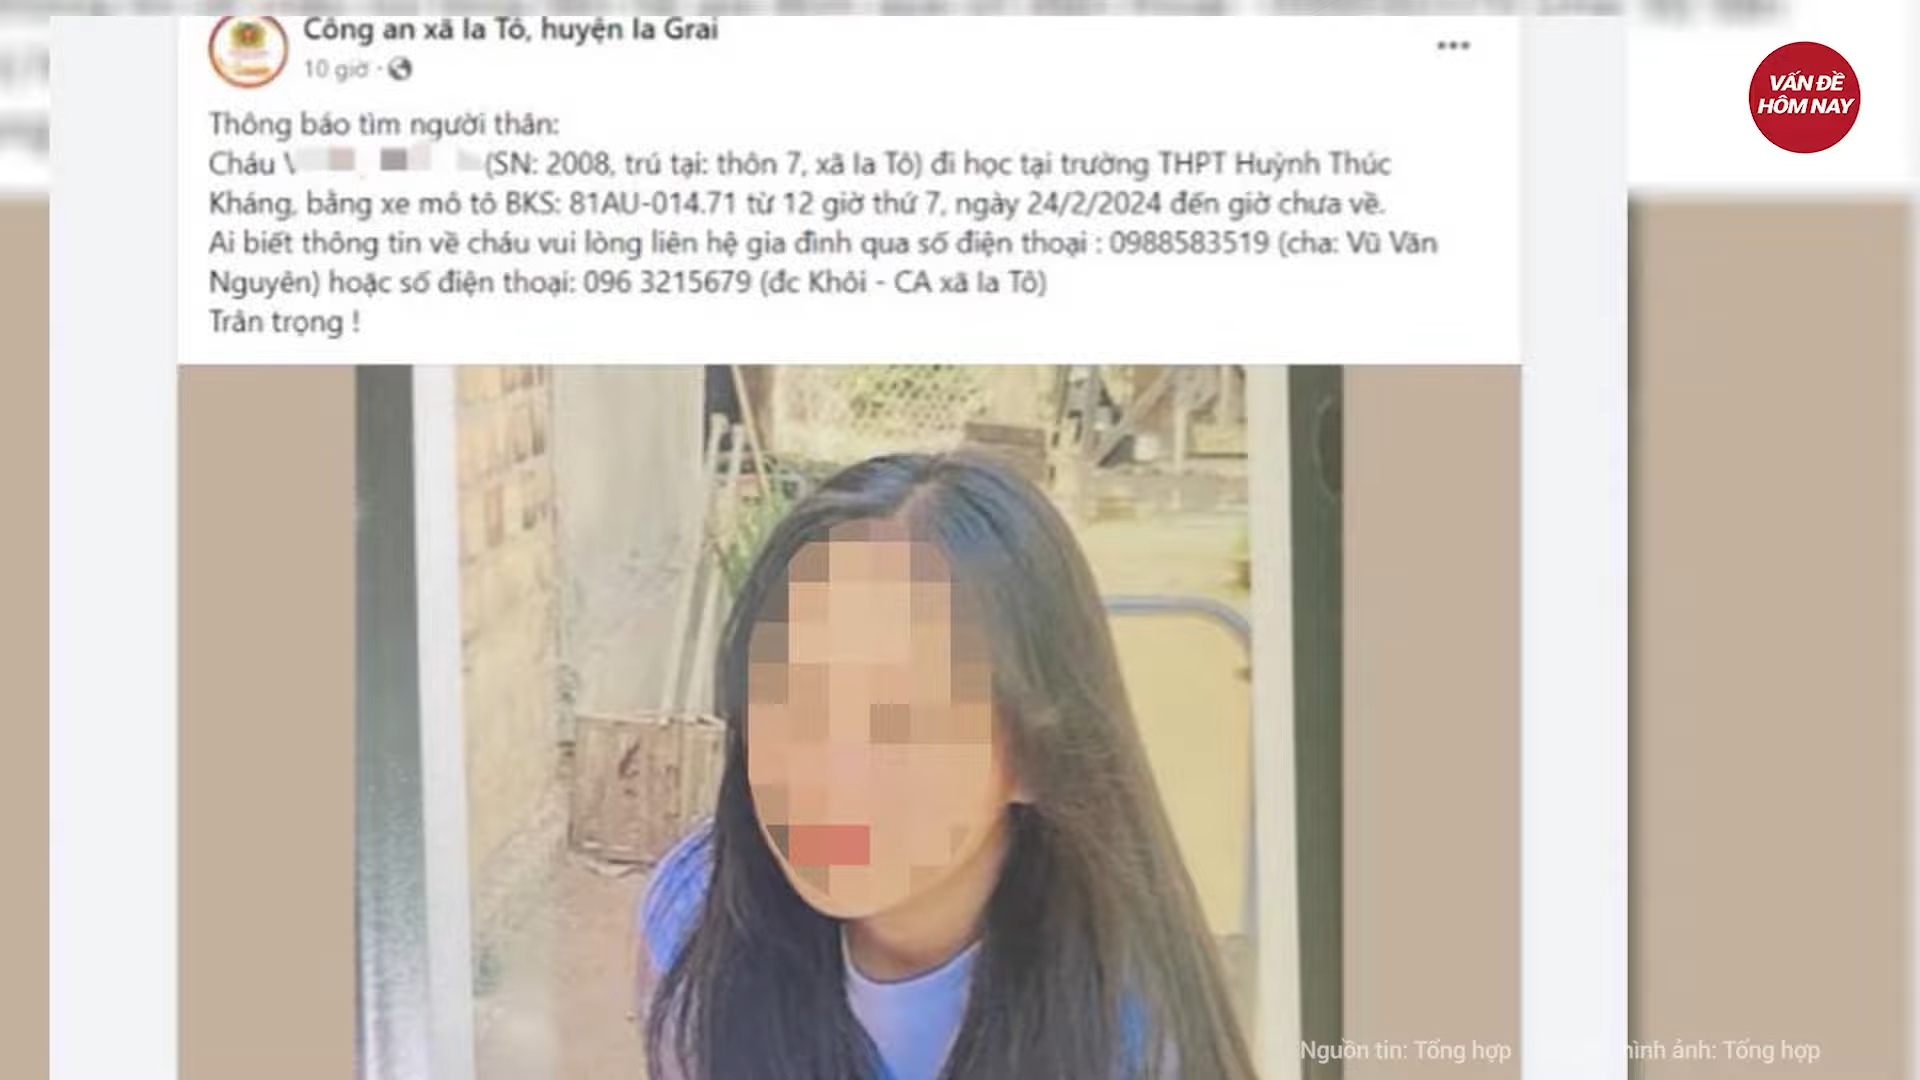 Công an xã Ia Tô, huyện Ia Grai
10 giờ
VẤN ĐỀ
HÔM NAY
Thông báo tìm người thân:
Cháu (SN: 2008, trú tại: thôn 7, xã Ia Tô) đi học tại trường THPT Huỳnh Thúc
Kháng, bằng xe mô tô BKS: 81AU-014.71 từ 12 giờ thứ 7, ngày 24/2/2024 đến giờ chưa về.
Ai biết thông tin về cháu vui lòng liên hệ gia đình qua số điện thoại : 0988583519 (cha: Vũ Văn
Nguyên) hoặc số điện thoại: 096 3215679 (đc Khôi - CA xã Ia Tô)
Trân trọng !
Nguồn tin: Tổng hợp
hình ảnh: Tổng hợp